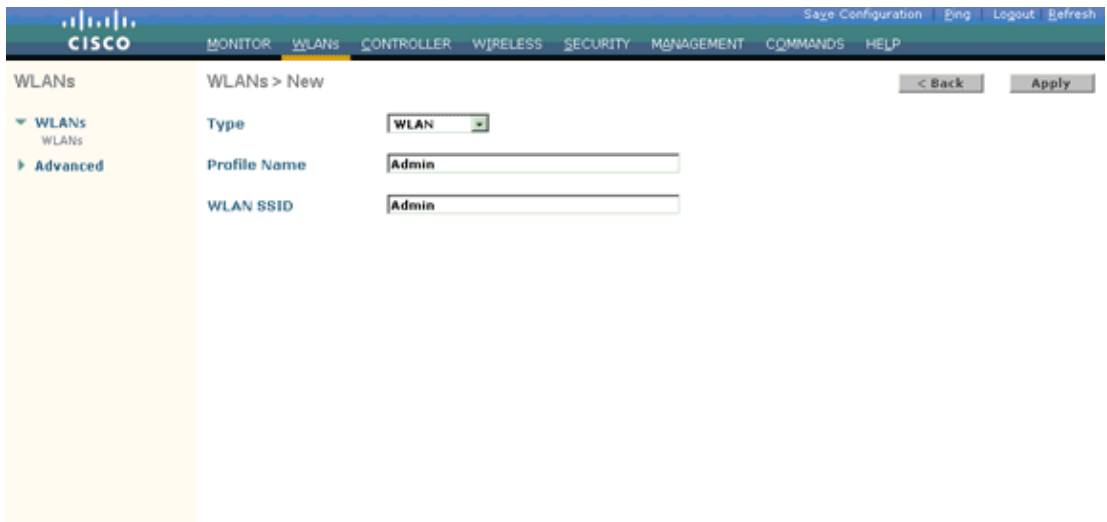 Save Configuration | Ping | Logout | Refresh
CISCO
MONITOR WLANs CONTROLLER WIRELESS SECURITY MANAGEMENT COMMANDS HELP
WLANs
WLANs > New
< Back
Apply
WLANs
WLANs
Advanced
Type
WLAN
Profile Name
Admin
WLAN SSID
Admin